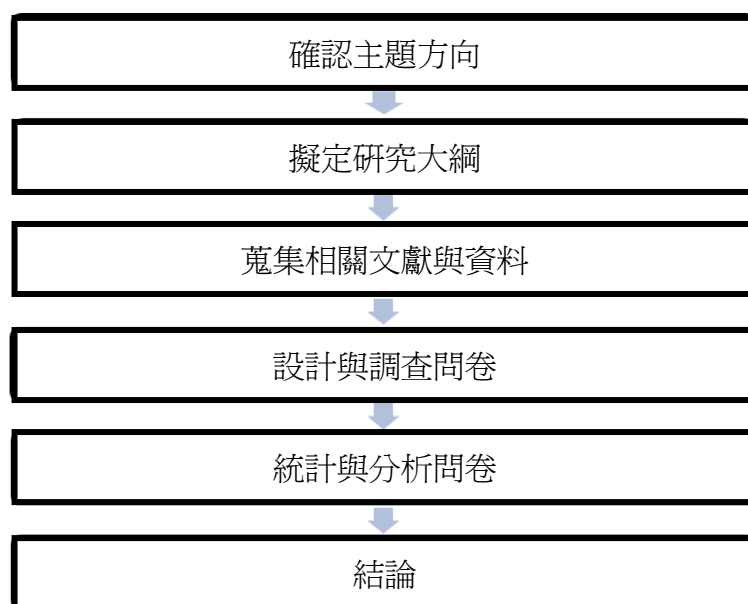 確認主題方向
擬定研究大綱
蒐集相關文獻與資料
設計與調查問卷
統計與分析問卷
結論